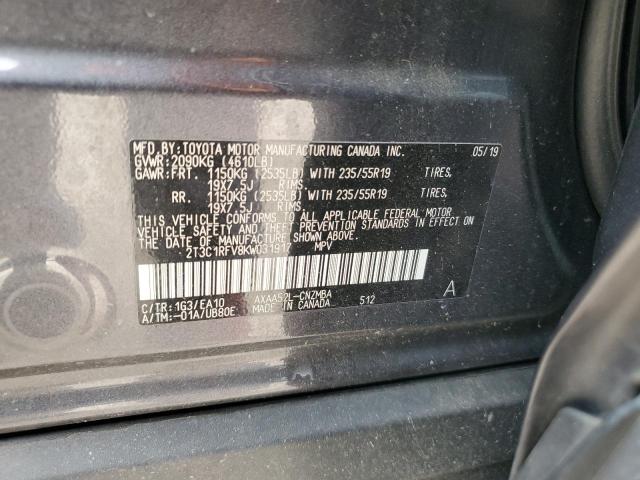 MFD.BY:TOYOTA MOTOR MANUFACTURING CANADA INC. 05/19
GVWR:2090KG (4610LB)
GAWR:FRT. 1150KG (2535LB) WITH 235/55R19 TIRES,
19X7.5J RIMS,
RR. 1150KG (2535LB) WITH 235/55R19 TIRES,
19X7.5J RIMS.
THIS VEHICLE CONFORMS TO ALL APPLICABLE FEDERAL MOTOR
VEHICLE SAFETY AND THEFT PREVENTION STANDARDS IN EFFECT ON
THE DATE OF MANUFACTURE SHOWN ABOVE.
2T3C1RFV8KW031917 MPV
C/TR:1G3/EA10 AXAA52L-CNZMBA A
A/TM:-01A/UB80E MADE IN CANADA 512